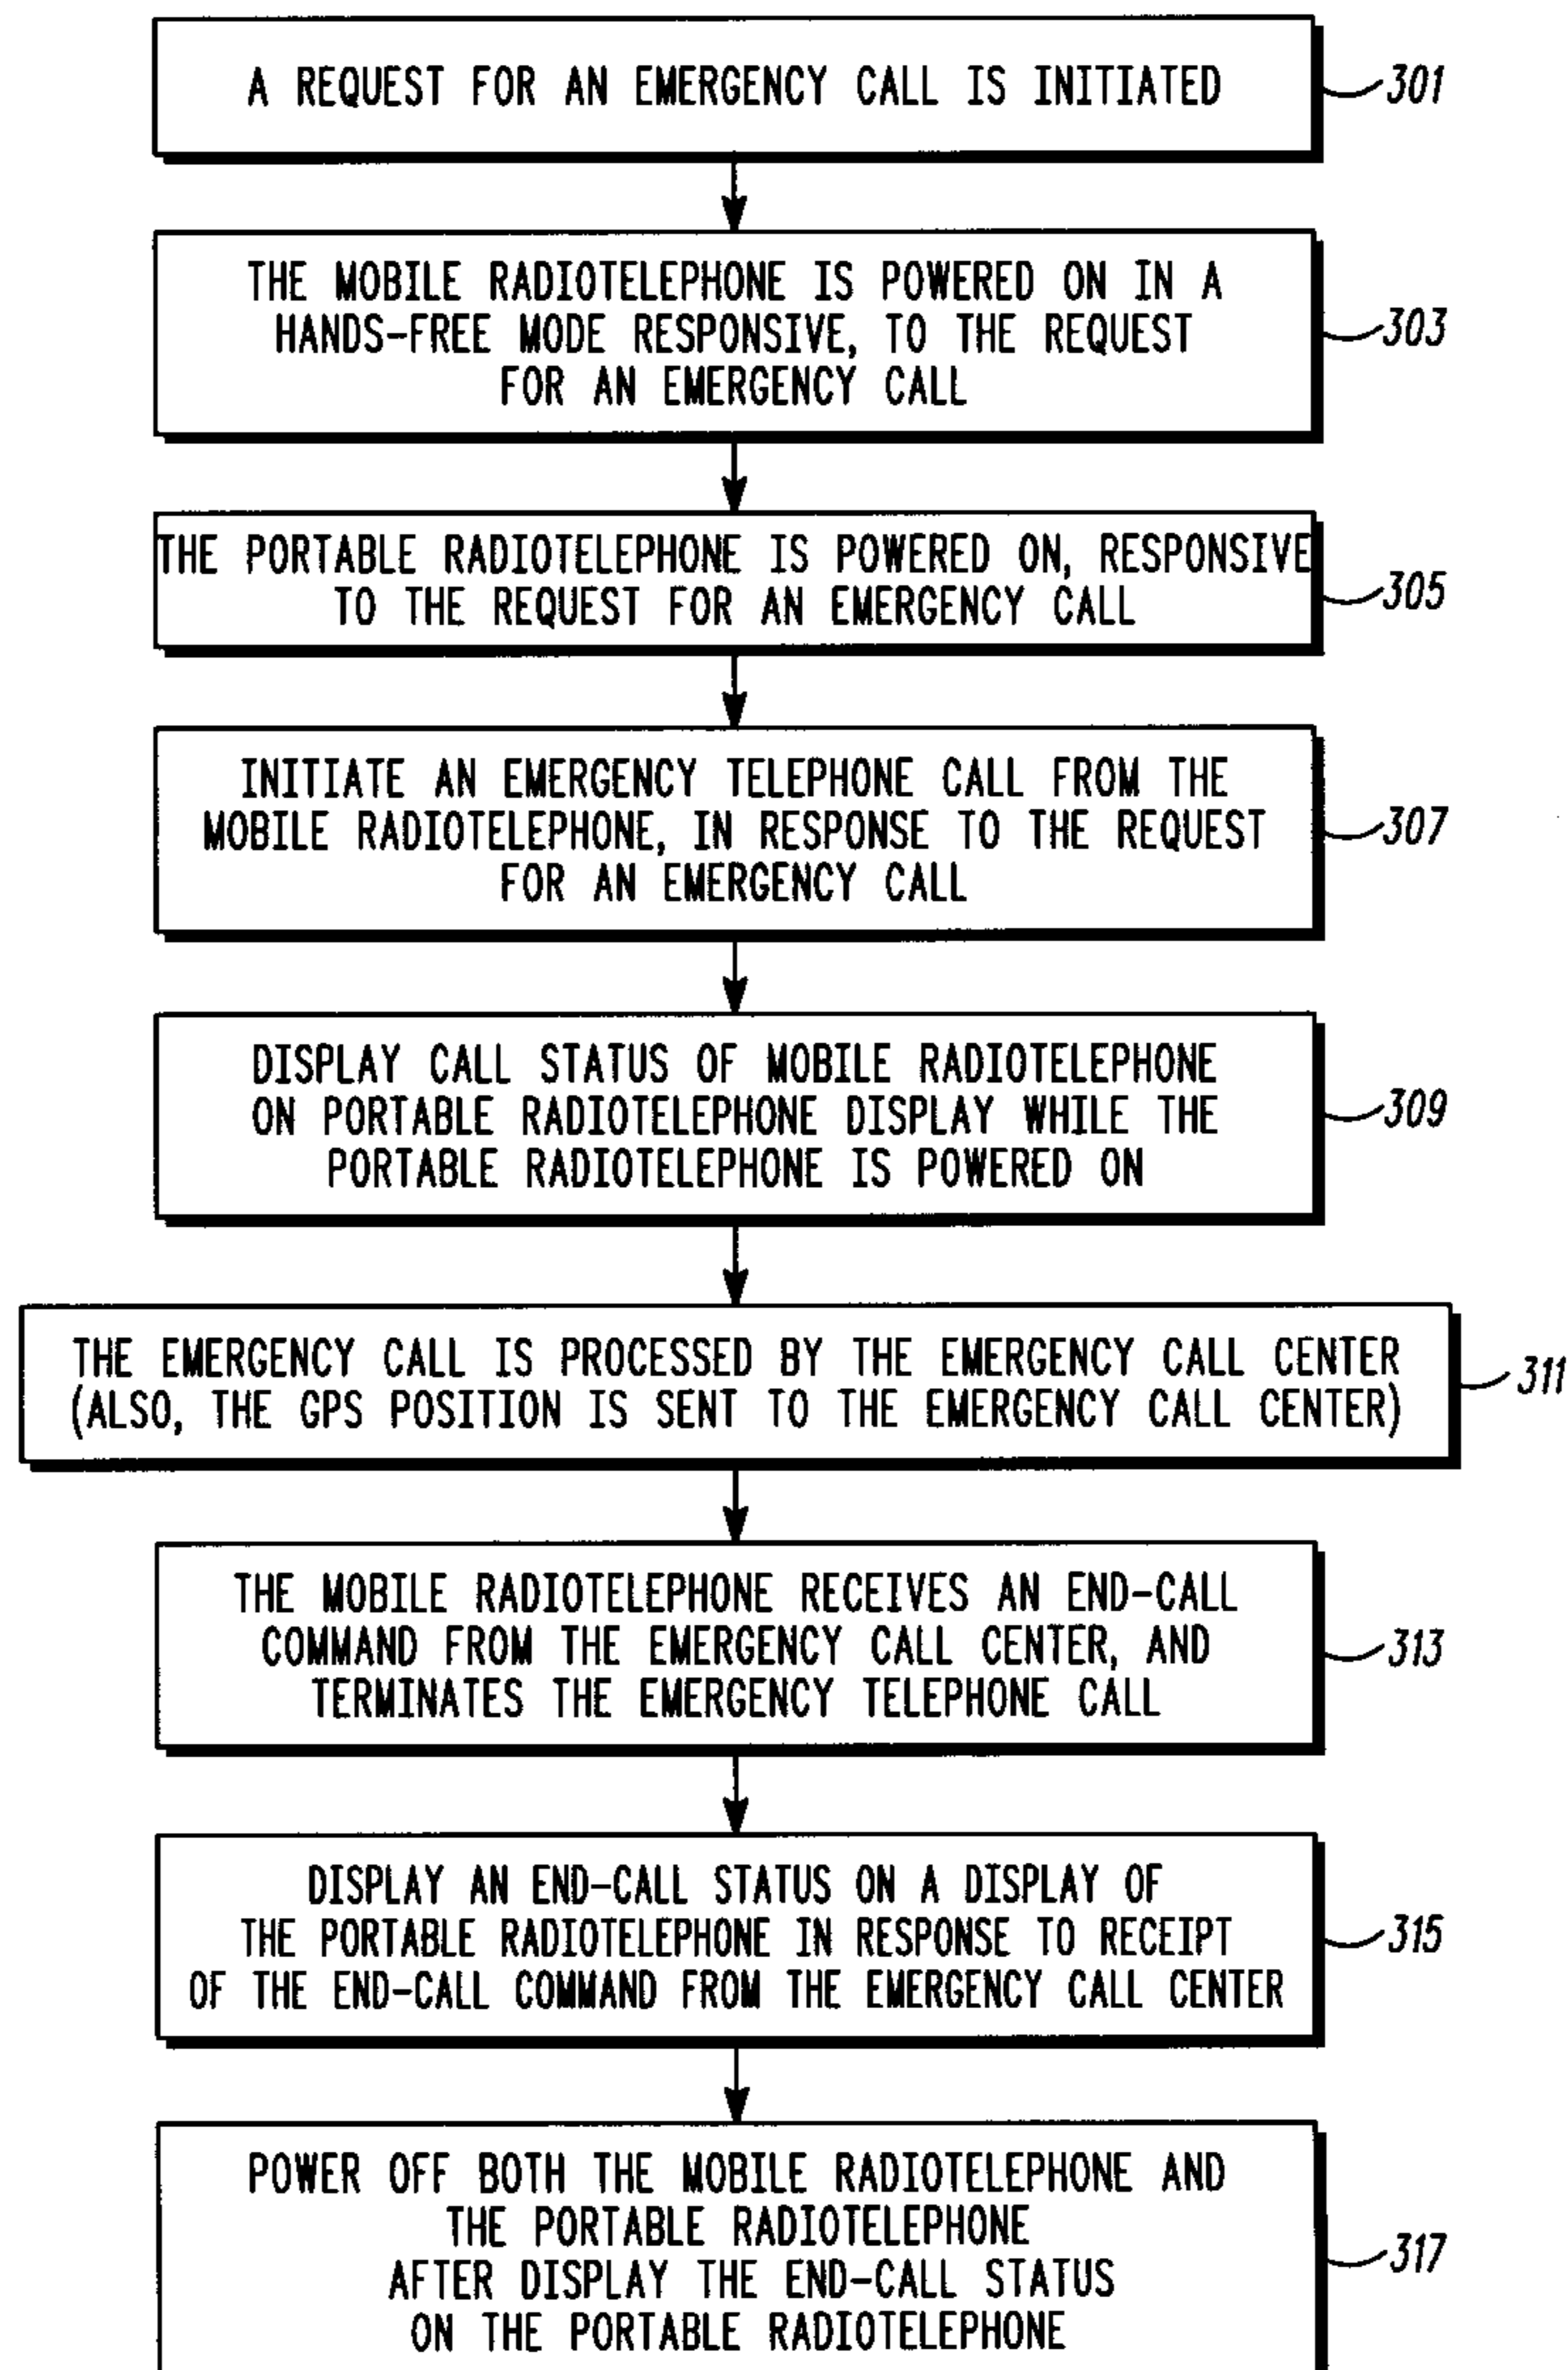 A REQUEST FOR AN EMERGENCY CALL IS INITIATED
301
THE MOBILE RADIOTELEPHONE IS POWERED ON IN A
HANDS-FREE MODE RESPONSIVE, TO THE REQUEST
FOR AN EMERGENCY CALL
303
THE PORTABLE RADIOTELEPHONE IS POWERED ON, RESPONSIVE
TO THE REQUEST FOR AN EMERGENCY CALL
305
INITIATE AN EMERGENCY TELEPHONE CALL FROM THE
MOBILE RADIOTELEPHONE, IN RESPONSE TO THE REQUEST
FOR AN EMERGENCY CALL
307
DISPLAY CALL STATUS OF MOBILE RADIOTELEPHONE
ON PORTABLE RADIOTELEPHONE DISPLAY WHILE THE
PORTABLE RADIOTELEPHONE IS POWERED ON
309
THE EMERGENCY CALL IS PROCESSED BY THE EMERGENCY CALL CENTER
(ALSO, THE GPS POSITION IS SENT TO THE EMERGENCY CALL CENTER)
311
THE MOBILE RADIOTELEPHONE RECEIVES AN END-CALL
COMMAND FROM THE EMERGENCY CALL CENTER, AND
TERMINATES THE EMERGENCY TELEPHONE CALL
313
DISPLAY AN END-CALL STATUS ON A DISPLAY OF
THE PORTABLE RADIOTELEPHONE IN RESPONSE TO RECEIPT
OF THE END-CALL COMMAND FROM THE EMERGENCY CALL CENTER
315
POWER OFF BOTH THE MOBILE RADIOTELEPHONE AND
THE PORTABLE RADIOTELEPHONE
AFTER DISPLAY THE END-CALL STATUS
ON THE PORTABLE RADIOTELEPHONE
317